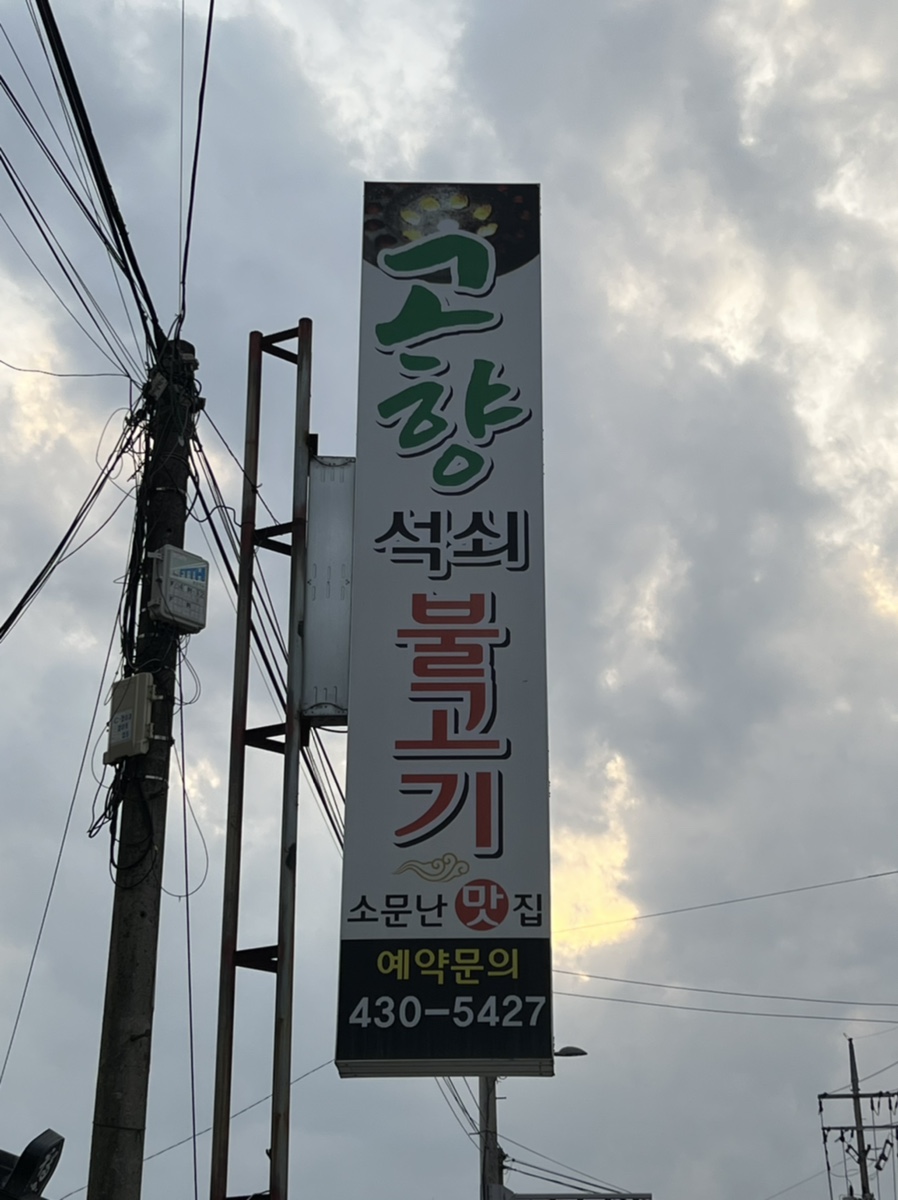 고향
석쇠
불고기
소문난 맛집
예약문의
430-5427